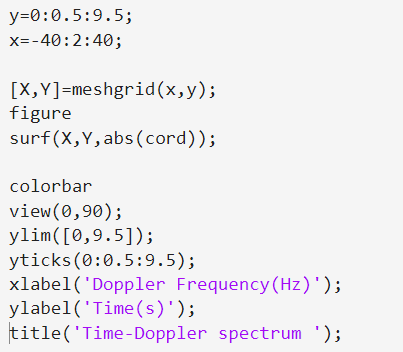 y=0:0.5:9.5;
x=-40:2:40;
[X,Y]=meshgrid(x,y);
figure
surf(X,Y,abs(cord));
colorbar
view(0,90);
ylim([0,9.5]);
yticks(0:0.5:9.5);
xlabel('Doppler Frequency(Hz)');
ylabel('Time(s)');
title('Time-Doppler spectrum ');